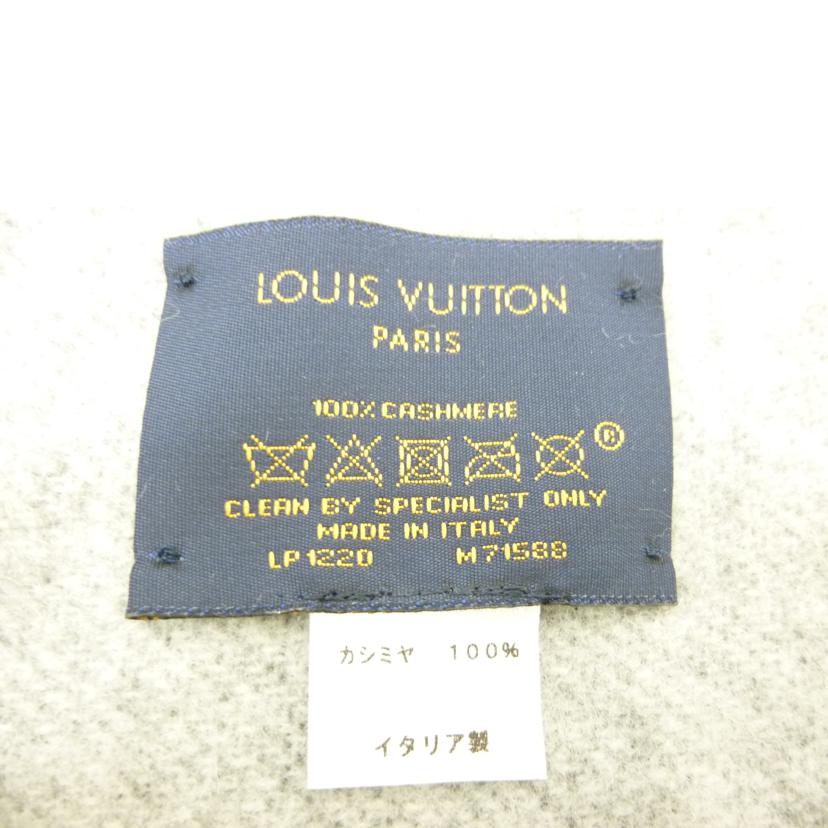 LOUIS VUITTON
PARIS
100% CASHMERE
®
CLEAN BY SPECIALIST ONLY
MADE IN ITALY
LP1220 M71588
カシミヤ 100%
イタリア製